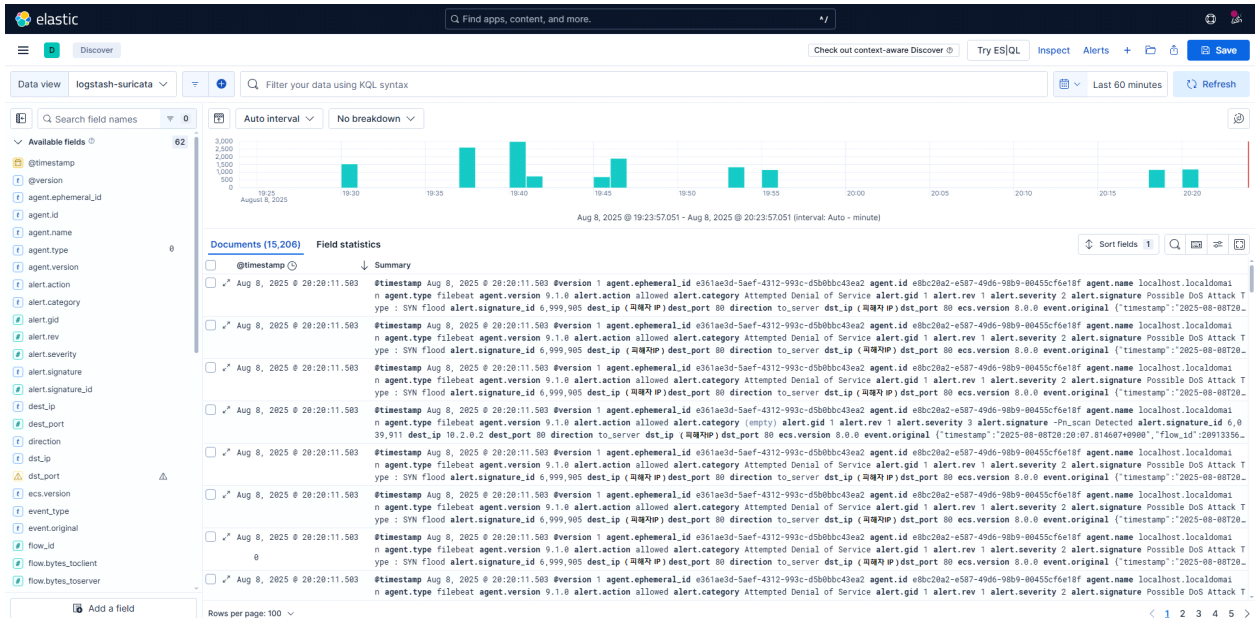 elastic
Find apps, content, and more.
^/
D
Discover
Check out context-aware Discover
Try ES|QL
Inspect
Alerts
Save
Data view
logstash-suricata
Filter your data using KQL syntax
Last 60 minutes
Refresh
Search field names
0
Auto interval
No breakdown
Available fields
62
@timestamp
@version
agent.ephemeral_id
agent.id
agent.name
agent.type
0
agent.version
alert.action
alert.category
alert.gid
alert.rev
alert.severity
alert.signature
alert.signature_id
dest_ip
dest_port
direction
dst_ip
dst_port
ecs.version
event_type
event.original
flow_id
flow.bytes_toclient
flow.bytes_toserver
Add a field
3,000
2,500
2,000
1,500
1,000
500
0
19:25
August 8, 2025
19:30
19:35
19:40
19:45
19:50
19:55
20:00
20:05
20:10
20:15
20:20
Aug 8, 2025 @ 19:23:57.051 - Aug 8, 2025 @ 20:23:57.051 (interval: Auto - minute)
Documents (15,206)
Field statistics
Sort fields 1
@timestamp
Summary
Aug 8, 2025 @ 20:20:11.503
@timestamp Aug 8, 2025 @ 20:20:11.503 @version 1 agent.ephemeral_id e361ae3d-5aef-4312-993c-d5b0bbc43ea2 agent.id e8bc20a2-e587-49d6-98b9-00455cf6e18f agent.name localhost.localdomai
n agent.type filebeat agent.version 9.1.0 alert.action allowed alert.category Attempted Denial of Service alert.gid 1 alert.rev 1 alert.severity 2 alert.signature Possible DoS Attack T
ype : SYN flood alert.signature_id 6,999,905 dest_ip (피해자 IP) dest_port 80 direction to_server dst_ip (피해자 IP) dst_port 80 ecs.version 8.0.0 event.original {"timestamp":"2025-08-08T20…
Aug 8, 2025 @ 20:20:11.503
@timestamp Aug 8, 2025 @ 20:20:11.503 @version 1 agent.ephemeral_id e361ae3d-5aef-4312-993c-d5b0bbc43ea2 agent.id e8bc20a2-e587-49d6-98b9-00455cf6e18f agent.name localhost.localdomai
n agent.type filebeat agent.version 9.1.0 alert.action allowed alert.category Attempted Denial of Service alert.gid 1 alert.rev 1 alert.severity 2 alert.signature Possible DoS Attack T
ype : SYN flood alert.signature_id 6,999,905 dest_ip (피해자IP) dest_port 80 direction to_server dst_ip (피해자IP) dst_port 80 ecs.version 8.0.0 event.original {"timestamp":"2025-08-08T20…
Aug 8, 2025 @ 20:20:11.503
@timestamp Aug 8, 2025 @ 20:20:11.503 @version 1 agent.ephemeral_id e361ae3d-5aef-4312-993c-d5b0bbc43ea2 agent.id e8bc20a2-e587-49d6-98b9-00455cf6e18f agent.name localhost.localdomai
n agent.type filebeat agent.version 9.1.0 alert.action allowed alert.category Attempted Denial of Service alert.gid 1 alert.rev 1 alert.severity 2 alert.signature Possible DoS Attack T
ype : SYN flood alert.signature_id 6,999,905 dest_ip (피해자 IP) dest_port 80 direction to_server dst_ip (피해자 IP) dst_port 80 ecs.version 8.0.0 event.original {"timestamp":"2025-08-08T20…
Aug 8, 2025 @ 20:20:11.503
@timestamp Aug 8, 2025 @ 20:20:11.503 @version 1 agent.ephemeral_id e361ae3d-5aef-4312-993c-d5b0bbc43ea2 agent.id e8bc20a2-e587-49d6-98b9-00455cf6e18f agent.name localhost.localdomai
n agent.type filebeat agent.version 9.1.0 alert.action allowed alert.category (empty) alert.gid 1 alert.rev 1 alert.severity 3 alert.signature -Pn_scan Detected alert.signature_id 6,0
39,911 dest_ip 10.2.0.2 dest_port 80 direction to_server dst_ip (피해자IP) dst_port 80 ecs.version 8.0.0 event.original {"timestamp":"2025-08-08T20:20:07.814607+0900","flow_id":20913356…
Aug 8, 2025 @ 20:20:11.503
@timestamp Aug 8, 2025 @ 20:20:11.503 @version 1 agent.ephemeral_id e361ae3d-5aef-4312-993c-d5b0bbc43ea2 agent.id e8bc20a2-e587-49d6-98b9-00455cf6e18f agent.name localhost.localdomai
n agent.type filebeat agent.version 9.1.0 alert.action allowed alert.category Attempted Denial of Service alert.gid 1 alert.rev 1 alert.severity 2 alert.signature Possible DoS Attack T
ype : SYN flood alert.signature_id 6,999,905 dest_ip (피해자IP) dest_port 80 direction to_server dst_ip (피해자IP) dst_port 80 ecs.version 8.0.0 event.original {"timestamp":"2025-08-08T20…
Aug 8, 2025 @ 20:20:11.503
@timestamp Aug 8, 2025 @ 20:20:11.503 @version 1 agent.ephemeral_id e361ae3d-5aef-4312-993c-d5b0bbc43ea2 agent.id e8bc20a2-e587-49d6-98b9-00455cf6e18f agent.name localhost.localdomai
n agent.type filebeat agent.version 9.1.0 alert.action allowed alert.category Attempted Denial of Service alert.gid 1 alert.rev 1 alert.severity 2 alert.signature Possible DoS Attack T
ype : SYN flood alert.signature_id 6,999,905 dest_ip (피해자IP) dest_port 80 direction to_server dst_ip (피해자IP) dst_port 80 ecs.version 8.0.0 event.original {"timestamp":"2025-08-08T20…
Aug 8, 2025 @ 20:20:11.503
0
@timestamp Aug 8, 2025 @ 20:20:11.503 @version 1 agent.ephemeral_id e361ae3d-5aef-4312-993c-d5b0bbc43ea2 agent.id e8bc20a2-e587-49d6-98b9-00455cf6e18f agent.name localhost.localdomai
n agent.type filebeat agent.version 9.1.0 alert.action allowed alert.category Attempted Denial of Service alert.gid 1 alert.rev 1 alert.severity 2 alert.signature Possible DoS Attack T
ype : SYN flood alert.signature_id 6,999,905 dest_ip (피해자 IP) dest_port 80 direction to_server dst_ip (피해자 IP) dst_port 80 ecs.version 8.0.0 event.original {"timestamp":"2025-08-08T20…
Aug 8, 2025 @ 20:20:11.503
@timestamp Aug 8, 2025 @ 20:20:11.503 @version 1 agent.ephemeral_id e361ae3d-5aef-4312-993c-d5b0bbc43ea2 agent.id e8bc20a2-e587-49d6-98b9-00455cf6e18f agent.name localhost.localdomai
n agent.type filebeat agent.version 9.1.0 alert.action allowed alert.category Attempted Denial of Service alert.gid 1 alert.rev 1 alert.severity 2 alert.signature Possible DoS Attack T
Rows per page: 100
1 2 3 4 5